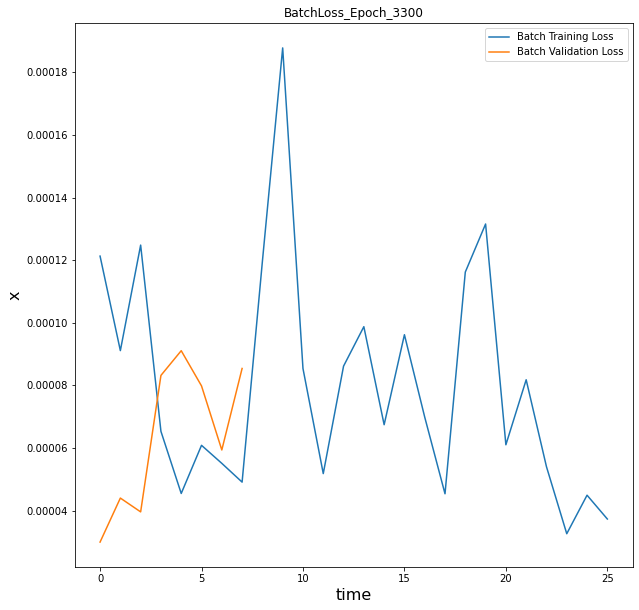 BatchLoss_Epoch_3300
Batch Training Loss
Batch Validation Loss
0.00018
0.00016
0.00014
0.00012
0.00010
0.00008
0.00006
0.00004
x
0 5 10 15 20 25
time